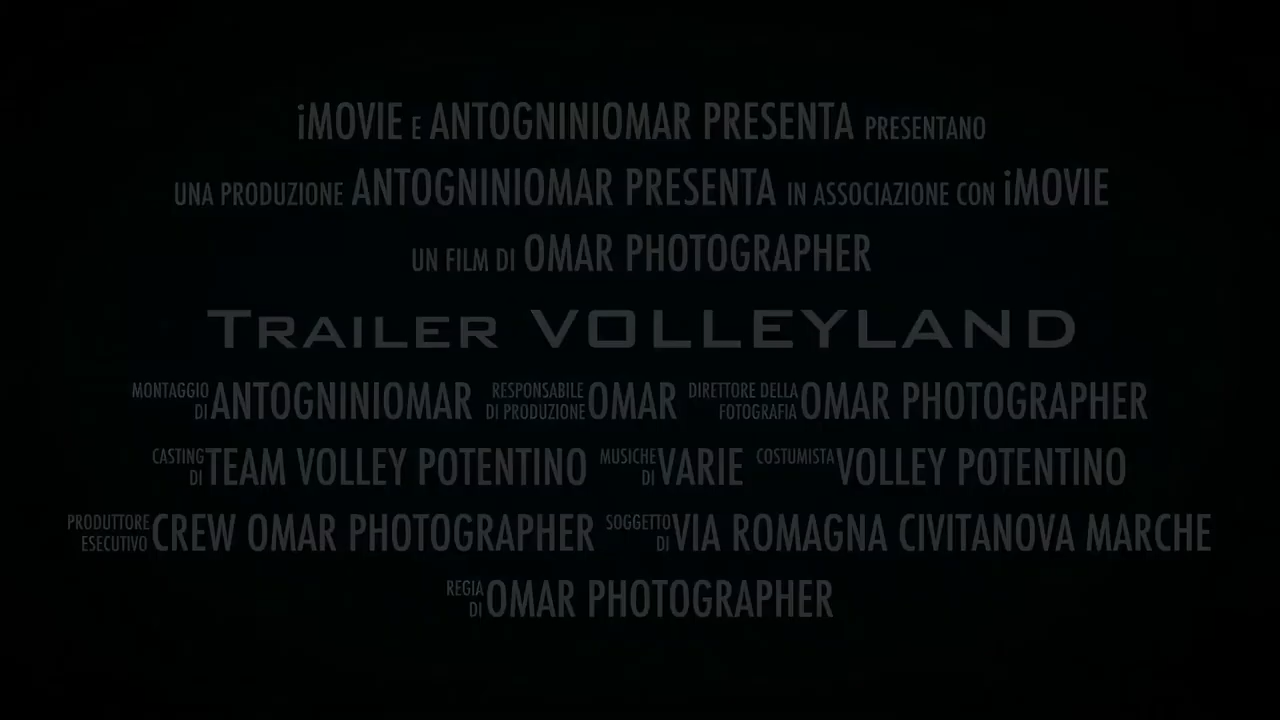 iMOVIE E ANTOGNINIOMAR PRESENTA PRESENTANO
UNA PRODUZIONE ANTOGNINIOMAR PRESENTA IN ASSOCIAZIONE CON iMOVIE
UN FILM DI OMAR PHOTOGRAPHER
TRAILER VOLLEYLAND
MONTAGGIO DI ANTOGNINIOMAR RESPONSABILE DI PRODUZIONE OMAR DIRETTORE DELLA FOTOGRAFIA OMAR PHOTOGRAPHER
CASTING DI TEAM VOLLEY POTENTINO MUSICHE DI VARIE COSTUMISTA VOLLEY POTENTINO
PRODUTTORE ESECUTIVO CREW OMAR PHOTOGRAPHER SOGGETTO DI VIA ROMAGNA CIVITANOVA MARCHE
REGIA DI OMAR PHOTOGRAPHER